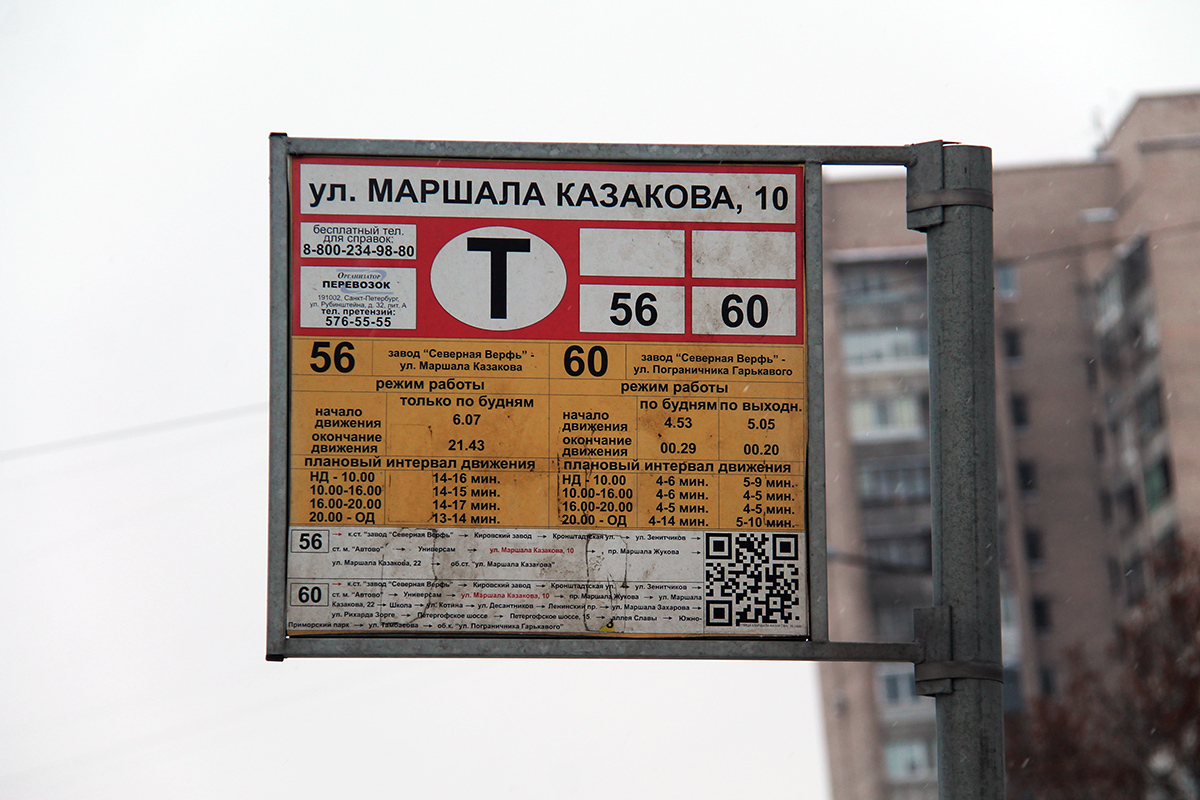 ул. МАРШАЛА КАЗАКОВА, 10
бесплатный тел.
для справок:
8-800-234-98-80
Организатор
ПЕРЕВОЗОК
191002, Санкт-Петербург,
ул. Рубинштейна, д. 32, лит. А
тел. претензий:
576-55-55
Т
56
60
56
завод "Северная Верфь" -
ул. Маршала Казакова
режим работы
только по будням
начало
движения
6.07
окончание
движения
21.43
плановый интервал движения
НД - 10.00 14-16 мин.
10.00-16.00 14-15 мин.
16.00-20.00 14-17 мин.
20.00 - ОД 13-14 мин.
60
завод "Северная Верфь" -
ул. Пограничника Гарькавого
режим работы
по будням по выходн.
начало
движения
4.53 5.05
окончание
движения
00.29 00.20
плановый интервал движения
НД - 10.00 4-6 мин. 5-9 мин.
10.00-16.00 4-6 мин. 4-5 мин.
16.00-20.00 4-5 мин. 4-5 мин.
20.00 - ОД 4-14 мин. 5-10 мин.
56 → к.ст. "завод "Северная Верфь" → Кировский завод → Кронштадтская ул. → ул. Зенитчиков →
ст. м. "Автово" → Универсам → ул. Маршала Казакова, 10 → пр. Маршала Жукова →
ул. Маршала Казакова, 22 → об.ст. "ул. Маршала Казакова"
60 → к.ст. "завод "Северная Верфь" → Кировский завод → Кронштадтская ул. → ул. Зенитчиков →
ст. м. "Автово" → Универсам → ул. Маршала Казакова, 10 → пр. Маршала Жукова → ул. Маршала
Казакова, 22 → Школа → ул. Котина → ул. Десантников → Ленинский пр. → ул. Маршала Захарова →
ул. Рихарда Зорге → Петергофское шоссе → Петергофское шоссе, 15 → аллея Славы → Южно-
Приморский парк → ул. Тамбасова → об.к. "ул. Пограничника Гарькавого"